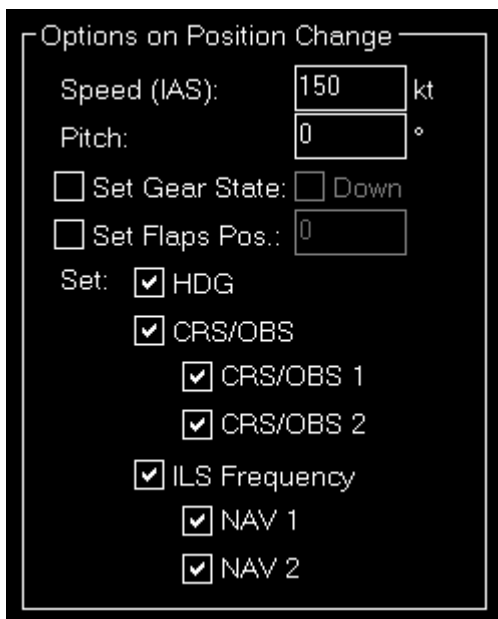 Options on Position Change
Speed (IAS): 150 kt
Pitch: 0 °
Set Gear State: Down
Set Flaps Pos.: 0
Set: HDG
CRS/OBS
CRS/OBS 1
CRS/OBS 2
ILS Frequency
NAV 1
NAV 2